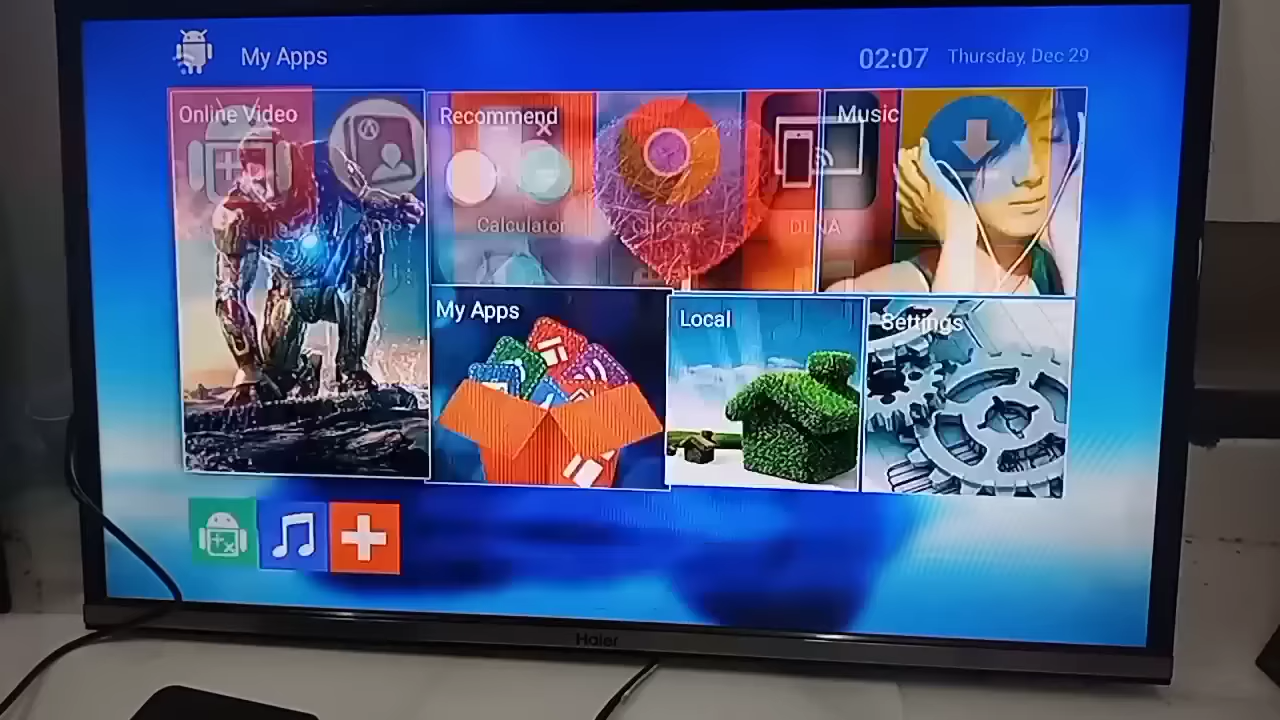 My Apps
02:07 Thursday, Dec 29
Online Video
Recommend
Music
Calculator
Chrome
DLNA
My Apps
Local
Settings
Haier